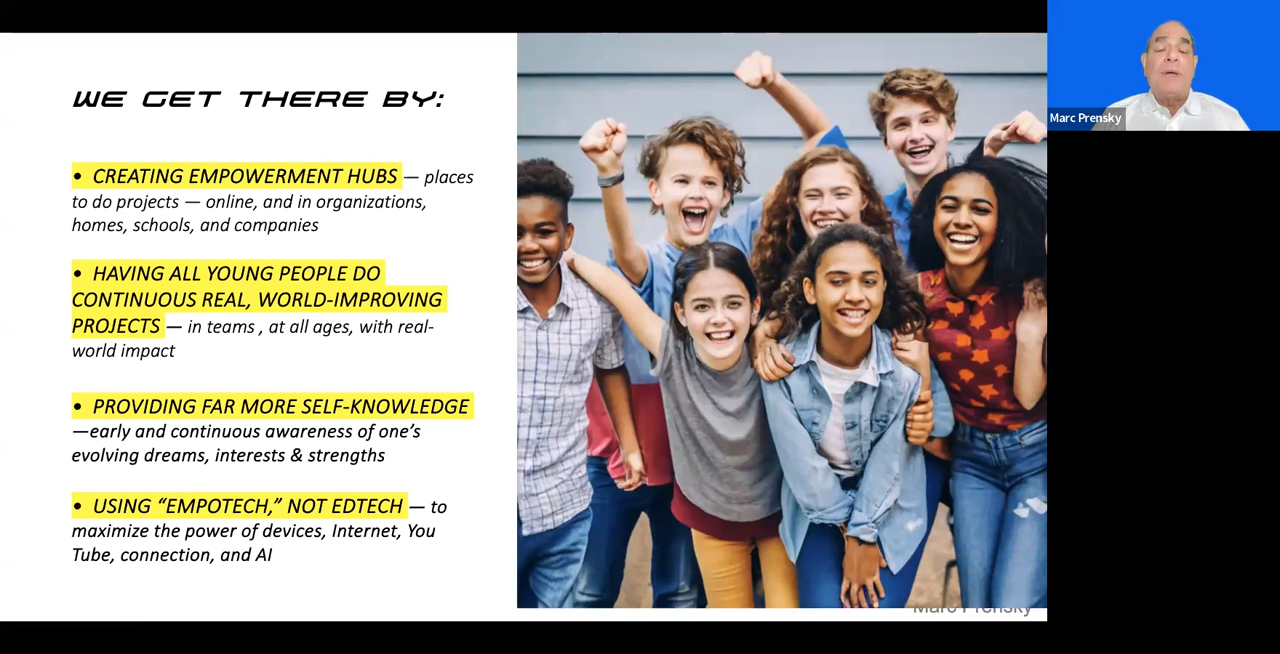 WE GET THERE BY:
• CREATING EMPOWERMENT HUBS — places
to do projects — online, and in organizations,
homes, schools, and companies
• HAVING ALL YOUNG PEOPLE DO
CONTINUOUS REAL, WORLD-IMPROVING
PROJECTS — in teams , at all ages, with real-
world impact
• PROVIDING FAR MORE SELF-KNOWLEDGE
—early and continuous awareness of one’s
evolving dreams, interests & strengths
• USING “EMPOTECH,” NOT EDTECH — to
maximize the power of devices, Internet, You
Tube, connection, and AI
Marc Prensky
Marc Prensky